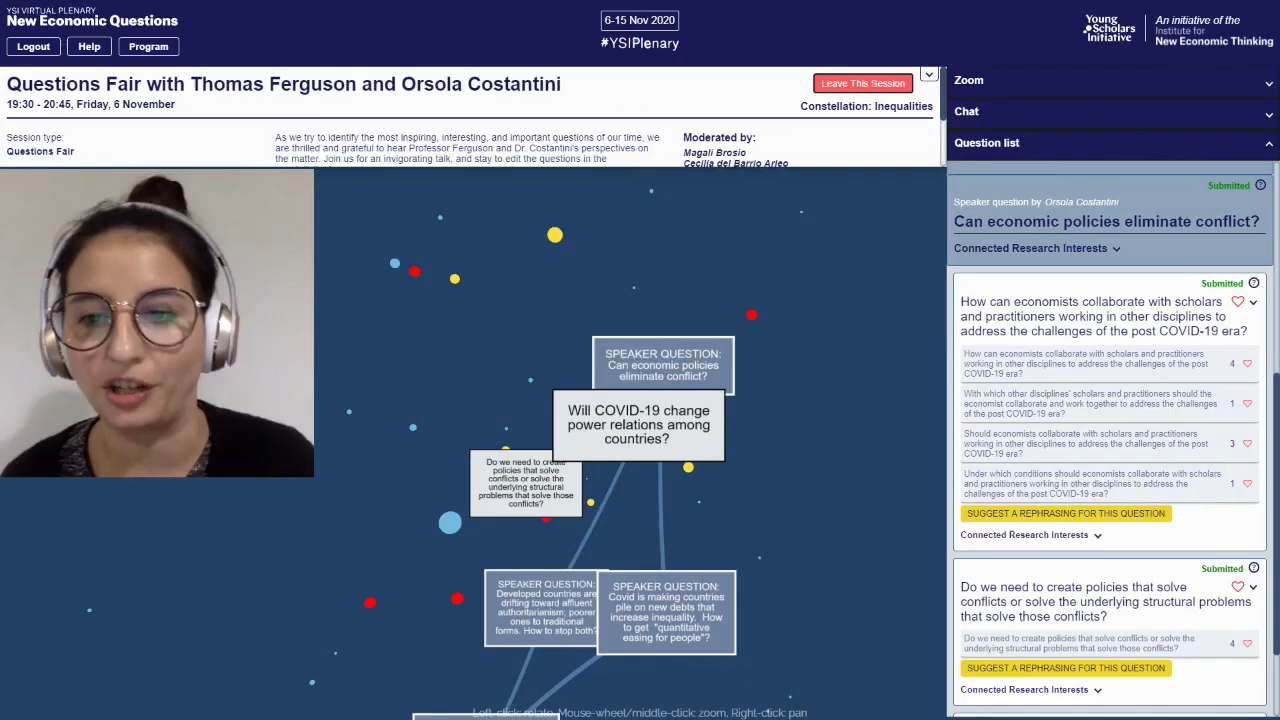 YSI VIRTUAL PLENARY
New Economic Questions
Logout
Help
Program
6-15 Nov 2020
#YSIPlenary
Young
Scholars
Initiative
An initiative of the
Institute for
New Economic Thinking
Questions Fair with Thomas Ferguson and Orsola Costantini
19:30 - 20:45, Friday, 6 November
Leave This Session
Constellation: Inequalities
Session type:
Questions Fair
As we try to identify the most inspiring, interesting, and important questions of our time, we
are thrilled and grateful to hear Professor Ferguson and Dr. Costantini's perspectives on
the matter. Join us for an invigorating talk, and stay to edit the questions in the
Moderated by:
Magali Brosio
Cecilia del Barrio Arleo
SPEAKER QUESTION:
Can economic policies
eliminate conflict?
Will COVID-19 change
power relations among
countries?
Do we need to create
policies that solve
conflicts or solve the
underlying structural
problems that solve those
conflicts?
SPEAKER QUESTION:
Developed countries are
drifting toward affluent
authoritarianism; poorer
ones to traditional
forms. How to stop both?
SPEAKER QUESTION:
Covid is making countries
pile on new debts that
increase inequality. How
to get "quantitative
easing for people"?
Left-click: rotate, Mouse-wheel/middle-click: zoom, Right-click: pan
Zoom
Chat
Question list
Submitted
Speaker question by Orsola Costantini
Can economic policies eliminate conflict?
Connected Research Interests
Submitted
How can economists collaborate with scholars
and practitioners working in other disciplines to
address the challenges of the post COVID-19 era?
How can economists collaborate with scholars and practitioners
working in other disciplines to address the challenges of the post
COVID-19 era?
4
With which other disciplines' scholars and practitioners should the
economist collaborate and work together to address the challenges
of the post COVID-19 era?
1
Should economists collaborate with scholars and practitioners
working in other disciplines to address the challenges of the post
COVID-19 era?
3
Under which conditions should economists collaborate with scholars
and practitioners working in other disciplines to address the
challenges of the post COVID-19 era?
1
SUGGEST A REPHRASING FOR THIS QUESTION
Connected Research Interests
Submitted
Do we need to create policies that solve
conflicts or solve the underlying structural problems
that solve those conflicts?
Do we need to create policies that solve conflicts or solve the
underlying structural problems that solve those conflicts?
4
SUGGEST A REPHRASING FOR THIS QUESTION
Connected Research Interests